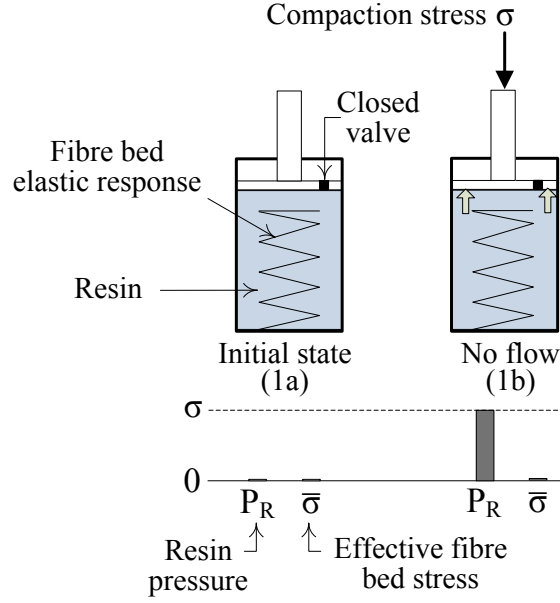 Compaction stress σ
Closed
valve
Fibre bed
elastic response
Resin
Initial state
(1a)
No flow
(1b)
σ
0
P_R
σ̅
P_R
σ̅
Resin
pressure
Effective fibre
bed stress